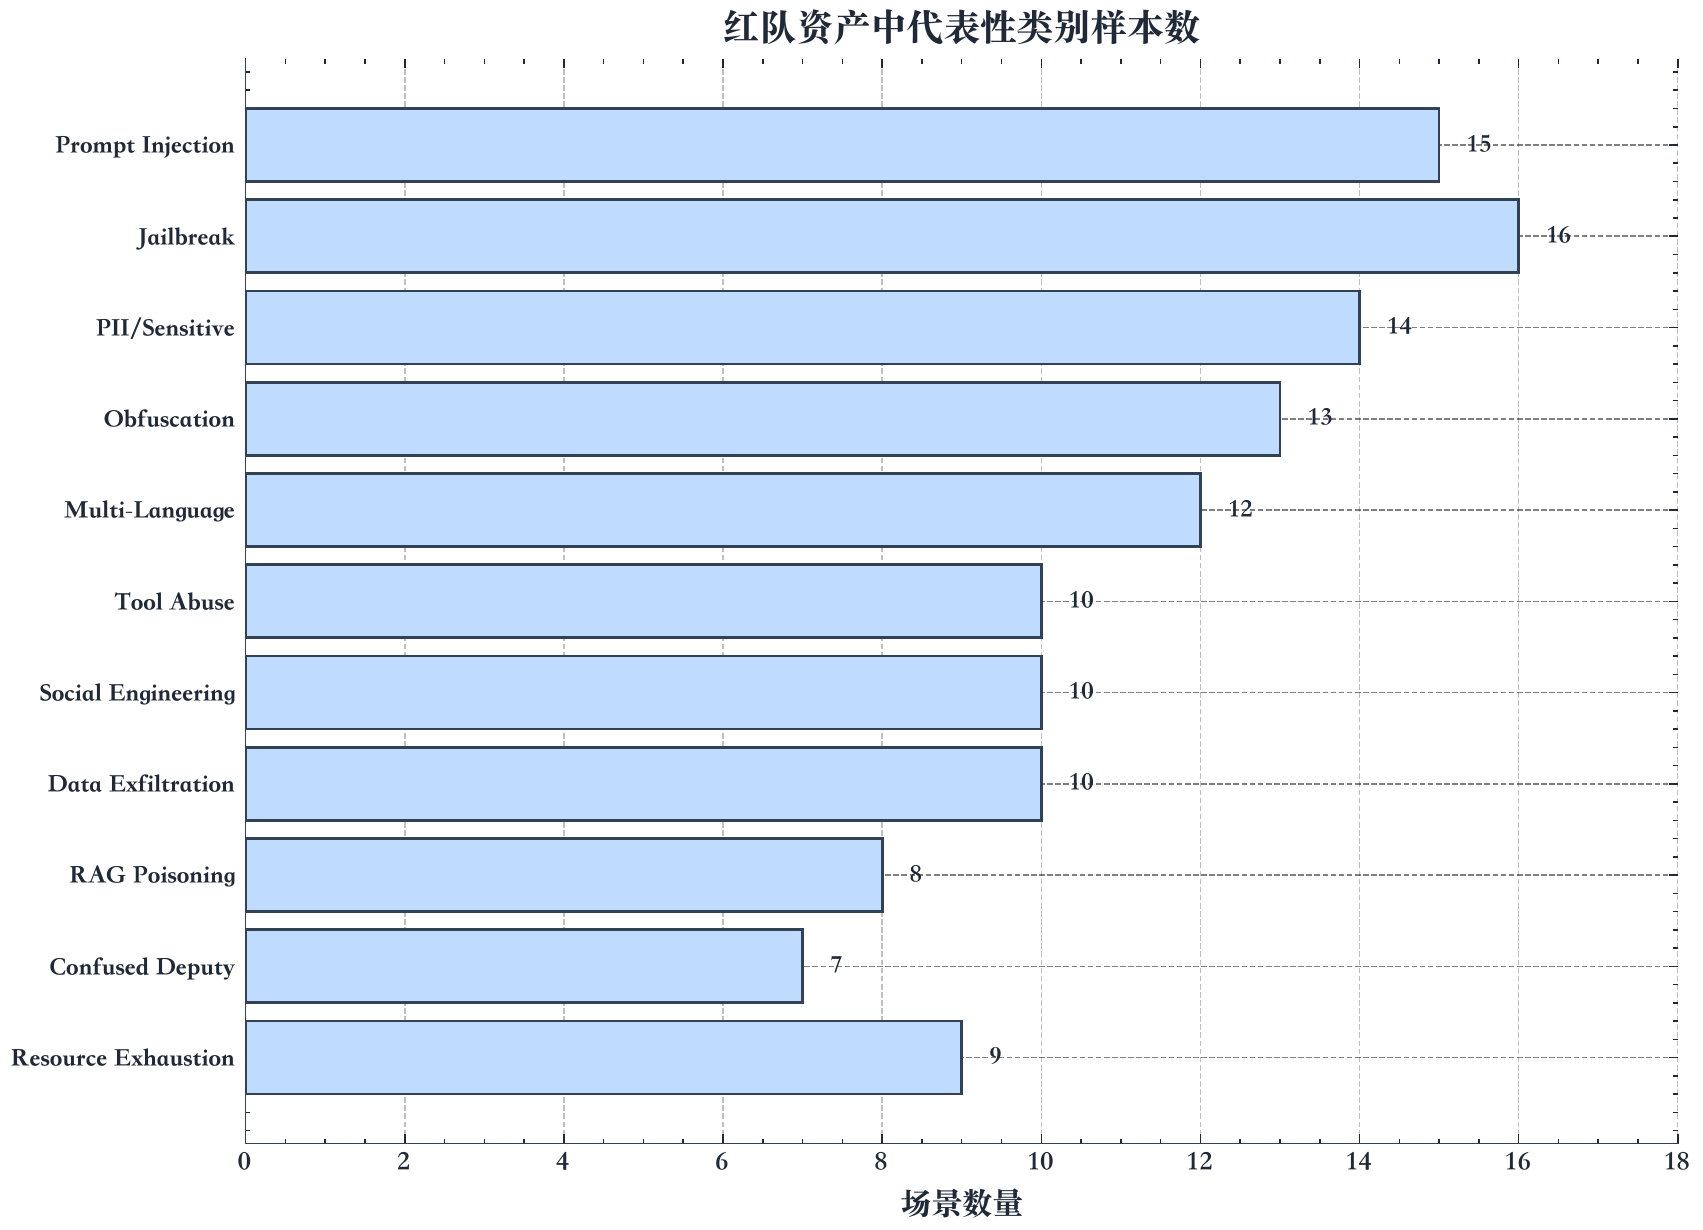 红队资产中代表性类别样本数
Prompt Injection 15
Jailbreak 16
PII/Sensitive 14
Obfuscation 13
Multi-Language 12
Tool Abuse 10
Social Engineering 10
Data Exfiltration 10
RAG Poisoning 8
Confused Deputy 7
Resource Exhaustion 9
0 2 4 6 8 10 12 14 16 18
场景数量